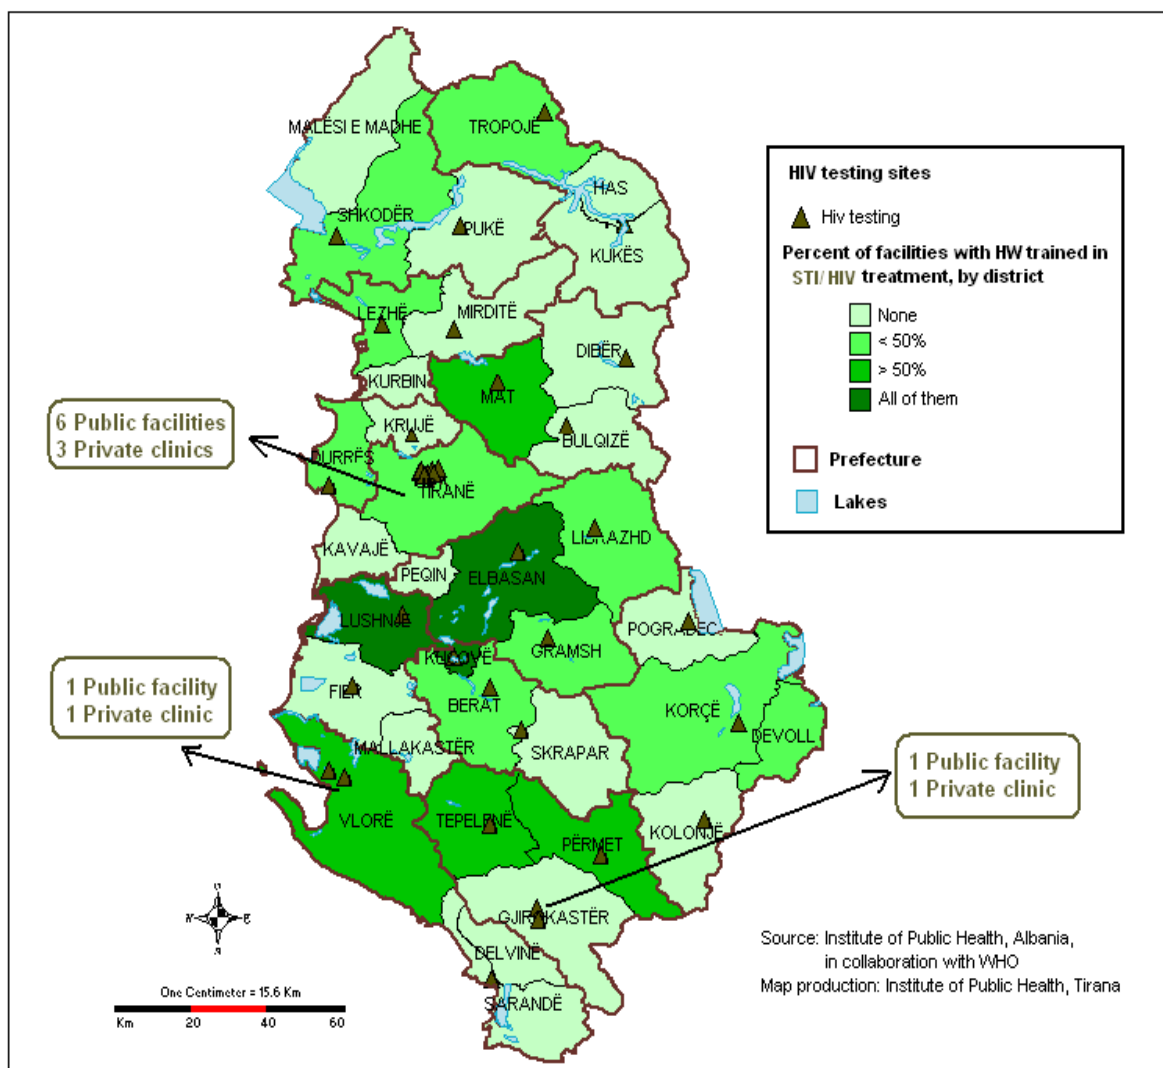 MALËSI E MADHE
TROPOJË
HAS
SHKODËR
PUKË
KUKËS
LEZHË
MIRDITË
DIBËR
KURBIN
MAT
KRUJË
BULQIZË
DURRËS
TIRANË
LIBRAZHD
KAVAJË
PEQIN
ELBASAN
LUSHNJE
POGRADEC
GRAMSH
KUÇOVË
FIER
BERAT
KORÇË
DEVOLL
MALLAKASTËR
SKRAPAR
VLORË
TEPELENË
PËRMET
KOLONJË
GJIROKASTËR
DELVINË
SARANDË
6 Public facilities
3 Private clinics
1 Public facility
1 Private clinic
1 Public facility
1 Private clinic
HIV testing sites
Hiv testing
Percent of facilities with HW trained in
STI/HIV treatment, by district
None
< 50%
> 50%
All of them
Prefecture
Lakes
One Centimeter = 15.6 Km
Km 20 40 60
Source: Institute of Public Health, Albania,
in collaboration with WHO
Map production: Institute of Public Health, Tirana